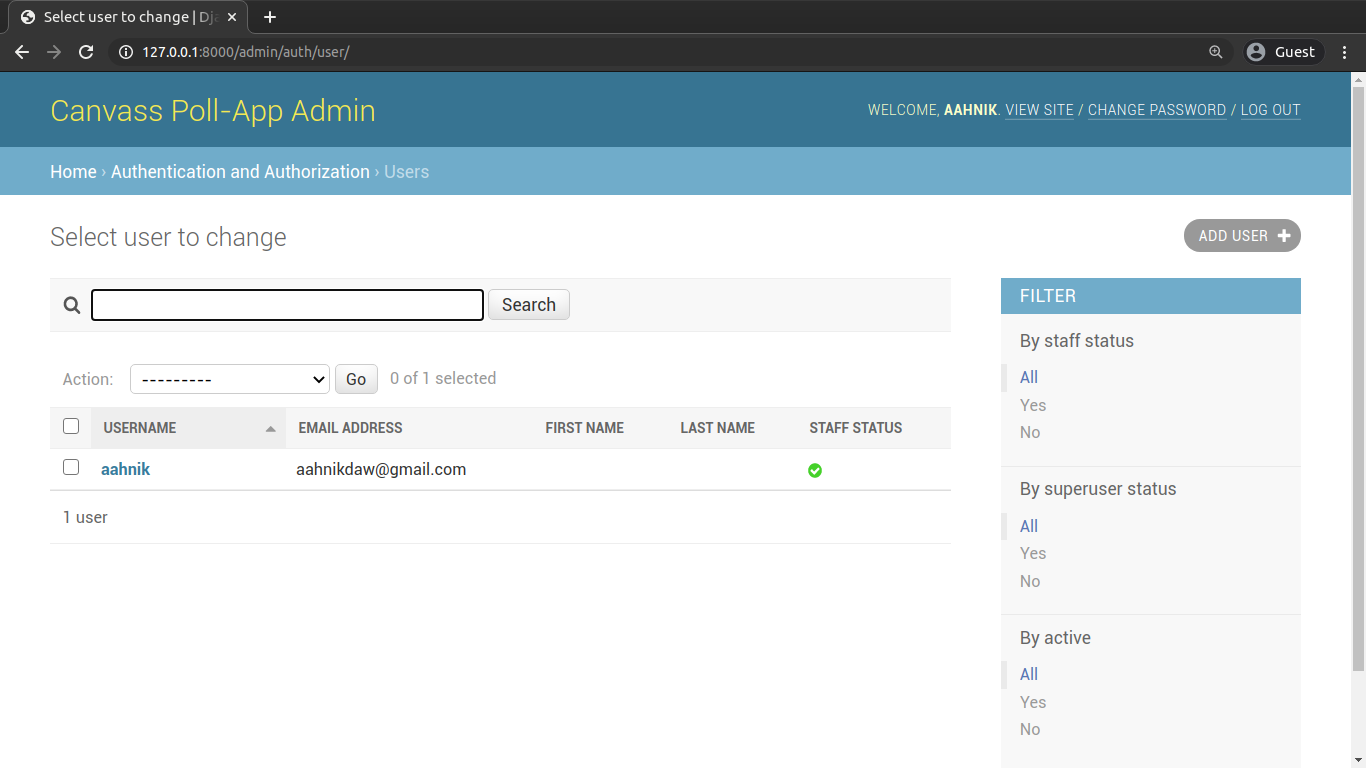 Select user to change | Dja
127.0.0.1:8000/admin/auth/user/
Guest
Canvass Poll-App Admin
WELCOME, AAHNIK. VIEW SITE / CHANGE PASSWORD / LOG OUT
Home › Authentication and Authorization › Users
Select user to change
ADD USER
Search
FILTER
By staff status
All
Yes
No
By superuser status
All
Yes
No
By active
All
Yes
No
Action: --------- Go 0 of 1 selected
USERNAME EMAIL ADDRESS FIRST NAME LAST NAME STAFF STATUS
aahnik aahnikdaw@gmail.com
1 user